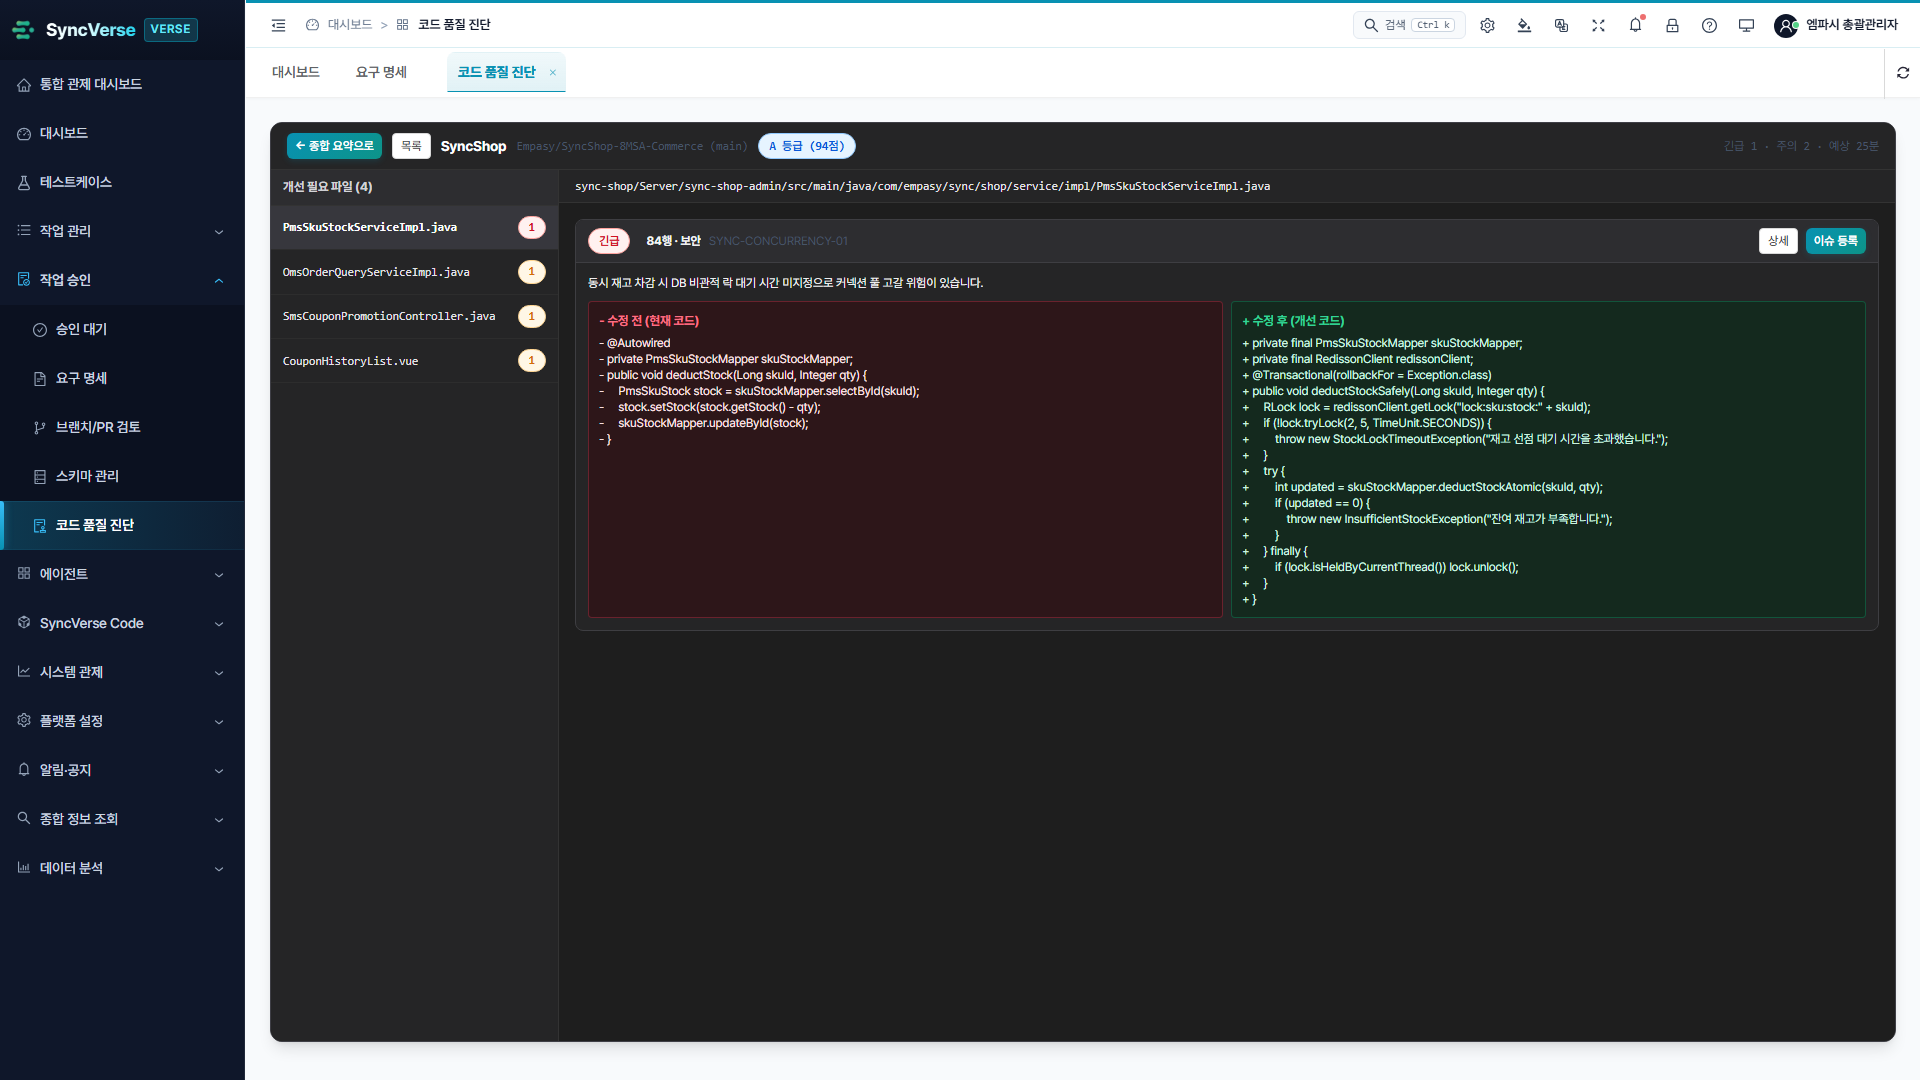 SyncVerse VERSE
통합 관제 대시보드
대시보드
테스트케이스
작업 관리
작업 승인
승인 대기
요구 명세
브랜치/PR 검토
스키마 관리
코드 품질 진단
에이전트
SyncVerse Code
시스템 관제
플랫폼 설정
알림·공지
종합 정보 조회
데이터 분석
대시보드 > 코드 품질 진단
검색 Ctrl k
엠파시 총괄관리자
대시보드 요구 명세 코드 품질 진단 ×
← 종합 요약으로 목록 SyncShop Empasy/SyncShop-8MSA-Commerce (main) A 등급 (94점)
긴급 1 · 주의 2 · 예상 25분
개선 필요 파일 (4)
PmsSkuStockServiceImpl.java 1
OmsOrderQueryServiceImpl.java 1
SmsCouponPromotionController.java 1
CouponHistoryList.vue 1
sync-shop/Server/sync-shop-admin/src/main/java/com/empasy/sync/shop/service/impl/PmsSkuStockServiceImpl.java
긴급 84행 · 보안 SYNC-CONCURRENCY-01 상세 이슈 등록
동시 재고 차감 시 DB 비관적 락 대기 시간 미지정으로 커넥션 풀 고갈 위험이 있습니다.
- 수정 전 (현재 코드)
- @Autowired
- private PmsSkuStockMapper skuStockMapper;
- public void deductStock(Long skuId, Integer qty) {
-     PmsSkuStock stock = skuStockMapper.selectById(skuId);
-     stock.setStock(stock.getStock() - qty);
-     skuStockMapper.updateById(stock);
- }
+ 수정 후 (개선 코드)
+ private final PmsSkuStockMapper skuStockMapper;
+ private final RedissonClient redissonClient;
+ @Transactional(rollbackFor = Exception.class)
+ public void deductStockSafely(Long skuId, Integer qty) {
+     RLock lock = redissonClient.getLock("lock:sku:stock:" + skuId);
+     if (!lock.tryLock(2, 5, TimeUnit.SECONDS)) {
+         throw new StockLockTimeoutException("재고 선점 대기 시간을 초과했습니다.");
+     }
+     try {
+         int updated = skuStockMapper.deductStockAtomic(skuId, qty);
+         if (updated == 0) {
+             throw new InsufficientStockException("잔여 재고가 부족합니다.");
+         }
+     } finally {
+         if (lock.isHeldByCurrentThread()) lock.unlock();
+     }
+ }